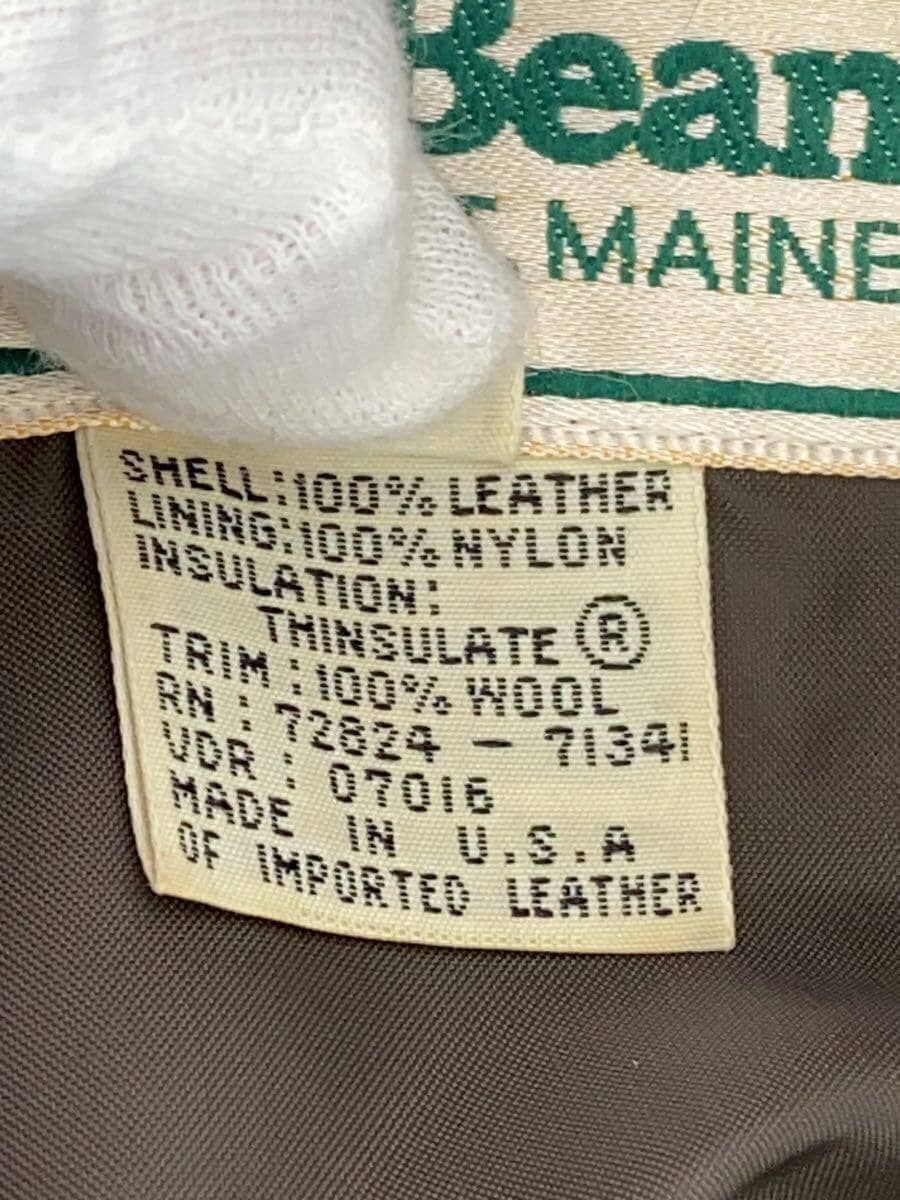 Bean
MAINE
SHELL:100% LEATHER
LINING:100% NYLON
INSULATION:
THINSULATE ®
TRIM:100% WOOL
RN: 72824 - 71341
VDR: 07016
MADE IN U.S.A
OF IMPORTED LEATHER